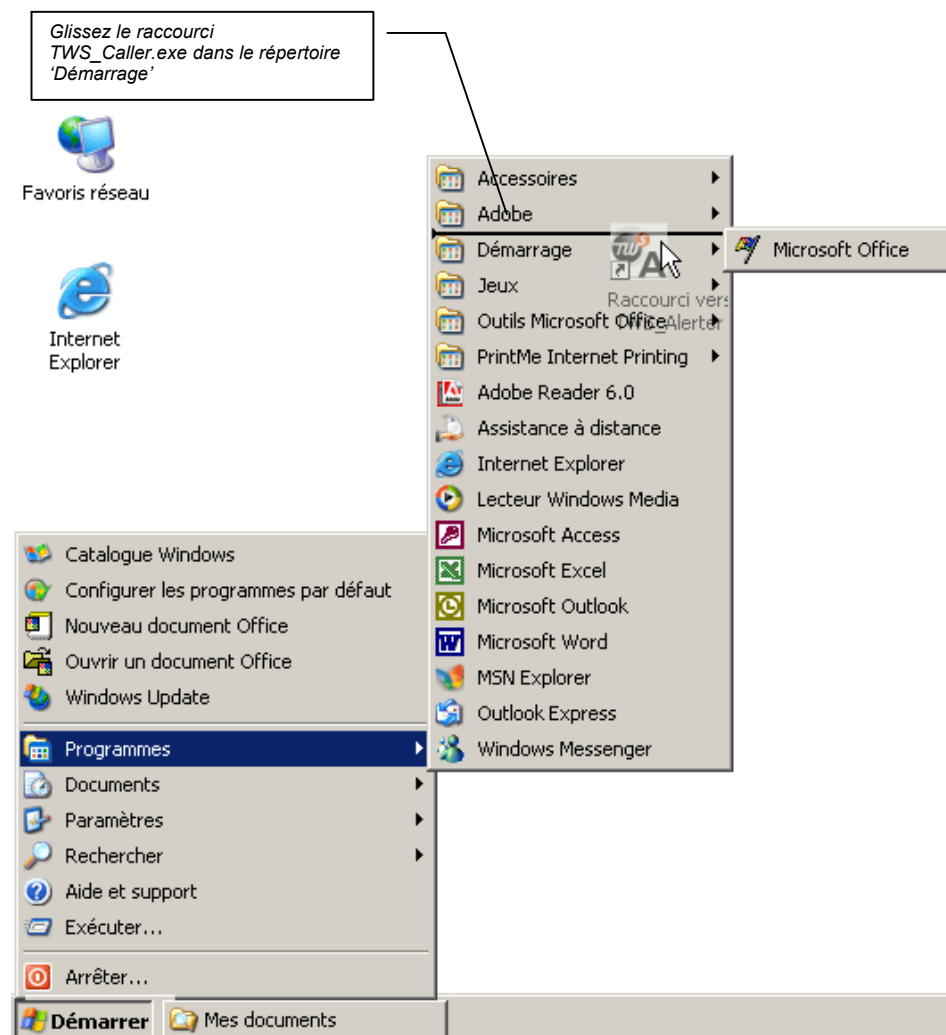 Glissez le raccourci
TWS_Caller.exe dans le répertoire
‘Démarrage’
Favoris réseau
Internet
Explorer
Accessoires
Adobe
Démarrage
Jeux
Outils Microsoft Office
PrintMe Internet Printing
Adobe Reader 6.0
Assistance à distance
Internet Explorer
Lecteur Windows Media
Microsoft Access
Microsoft Excel
Microsoft Outlook
Microsoft Word
MSN Explorer
Outlook Express
Windows Messenger
TWS
A
Raccourci vers
TWS_Alerter
Microsoft Office
Catalogue Windows
Configurer les programmes par défaut
Nouveau document Office
Ouvrir un document Office
Windows Update
Programmes
Documents
Paramètres
Rechercher
Aide et support
Exécuter...
Arrêter...
Démarrer
Mes documents